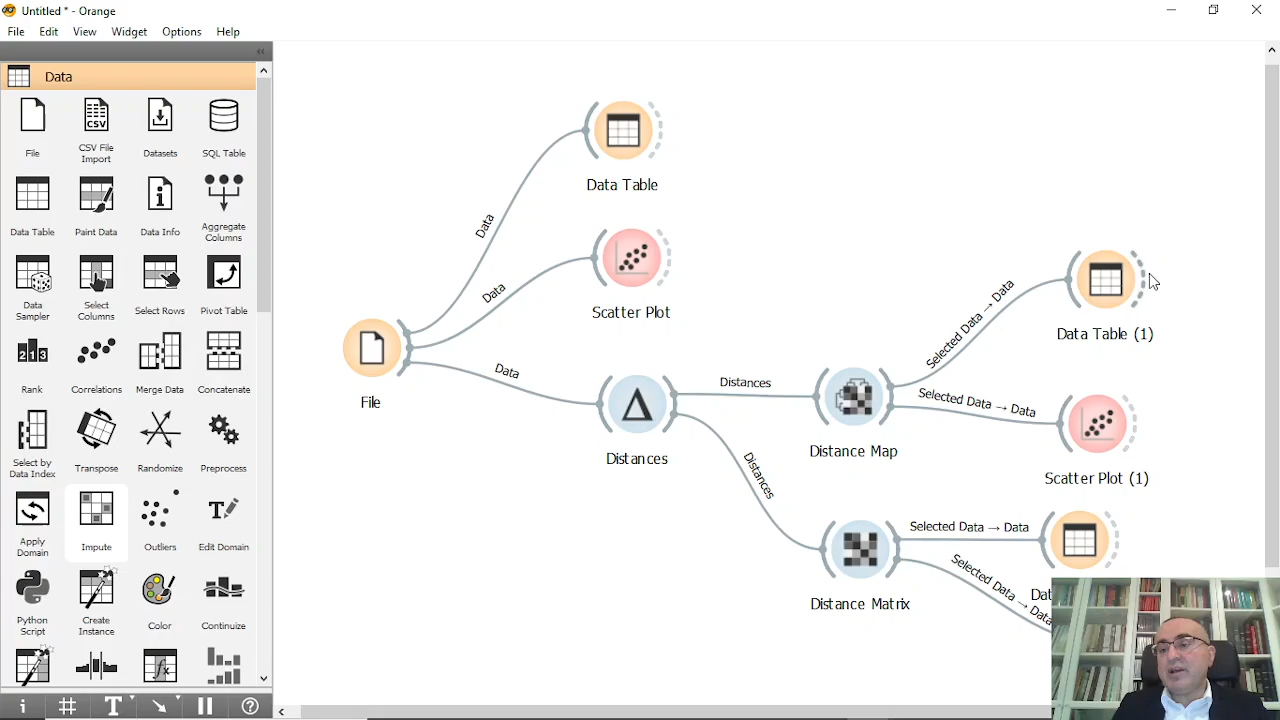 Untitled * - Orange
File Edit View Widget Options Help
Data
File
CSV File
Import
Datasets
SQL Table
Data Table
Paint Data
Data Info
Aggregate
Columns
Data
Sampler
Select
Columns
Select Rows
Pivot Table
Rank
Correlations
Merge Data
Concatenate
Select by
Data Index
Transpose
Randomize
Preprocess
Apply
Domain
Impute
Outliers
Edit Domain
Python
Script
Create
Instance
Color
Continuize
Data
Data Table
Data
Scatter Plot
File
Data
Distances
Distances
Distance Map
Selected Data → Data
Data Table (1)
Selected Data → Data
Scatter Plot (1)
Distances
Distance Matrix
Selected Data → Data
Selected Data → Data